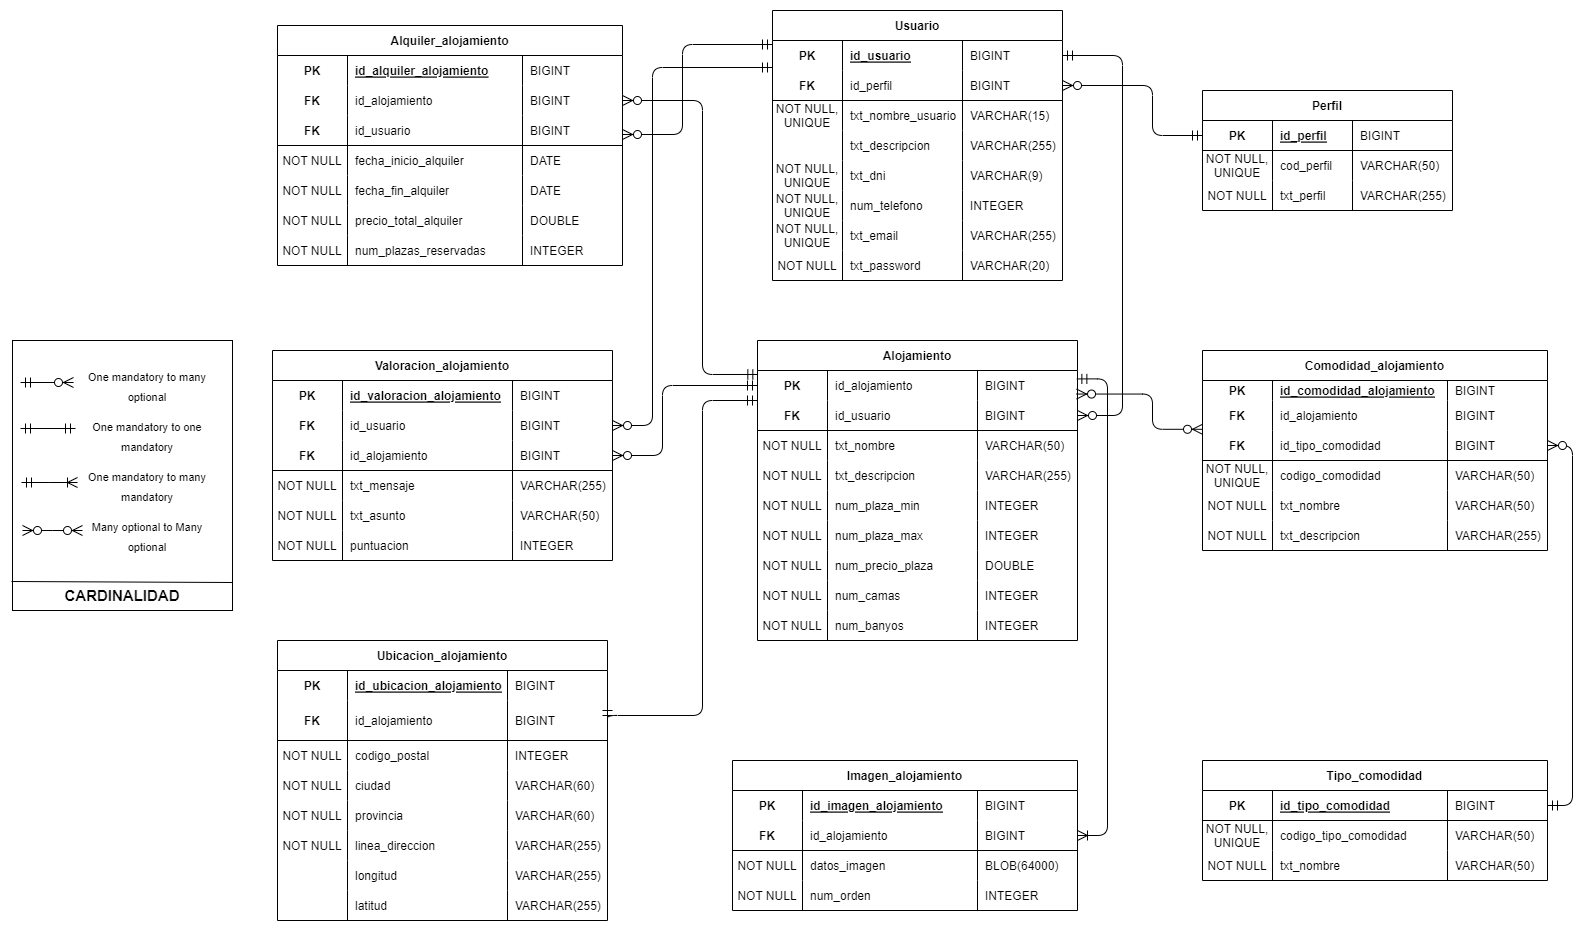 Alquiler_alojamiento
PK id_alquiler_alojamiento BIGINT
FK id_alojamiento BIGINT
FK id_usuario BIGINT
NOT NULL fecha_inicio_alquiler DATE
NOT NULL fecha_fin_alquiler DATE
NOT NULL precio_total_alquiler DOUBLE
NOT NULL num_plazas_reservadas INTEGER
Usuario
PK id_usuario BIGINT
FK id_perfil BIGINT
NOT NULL,
UNIQUE txt_nombre_usuario VARCHAR(15)
txt_descripcion VARCHAR(255)
NOT NULL,
UNIQUE txt_dni VARCHAR(9)
NOT NULL,
UNIQUE num_telefono INTEGER
NOT NULL,
UNIQUE txt_email VARCHAR(255)
NOT NULL txt_password VARCHAR(20)
Perfil
PK id_perfil BIGINT
NOT NULL,
UNIQUE cod_perfil VARCHAR(50)
NOT NULL txt_perfil VARCHAR(255)
One mandatory to many
optional
One mandatory to one
mandatory
One mandatory to many
mandatory
Many optional to Many
optional
CARDINALIDAD
Valoracion_alojamiento
PK id_valoracion_alojamiento BIGINT
FK id_usuario BIGINT
FK id_alojamiento BIGINT
NOT NULL txt_mensaje VARCHAR(255)
NOT NULL txt_asunto VARCHAR(50)
NOT NULL puntuacion INTEGER
Alojamiento
PK id_alojamiento BIGINT
FK id_usuario BIGINT
NOT NULL txt_nombre VARCHAR(50)
NOT NULL txt_descripcion VARCHAR(255)
NOT NULL num_plaza_min INTEGER
NOT NULL num_plaza_max INTEGER
NOT NULL num_precio_plaza DOUBLE
NOT NULL num_camas INTEGER
NOT NULL num_banyos INTEGER
Comodidad_alojamiento
PK id_comodidad_alojamiento BIGINT
FK id_alojamiento BIGINT
FK id_tipo_comodidad BIGINT
NOT NULL,
UNIQUE codigo_comodidad VARCHAR(50)
NOT NULL txt_nombre VARCHAR(50)
NOT NULL txt_descripcion VARCHAR(255)
Ubicacion_alojamiento
PK id_ubicacion_alojamiento BIGINT
FK id_alojamiento BIGINT
NOT NULL codigo_postal INTEGER
NOT NULL ciudad VARCHAR(60)
NOT NULL provincia VARCHAR(60)
NOT NULL linea_direccion VARCHAR(255)
longitud VARCHAR(255)
latitud VARCHAR(255)
Imagen_alojamiento
PK id_imagen_alojamiento BIGINT
FK id_alojamiento BIGINT
NOT NULL datos_imagen BLOB(64000)
NOT NULL num_orden INTEGER
Tipo_comodidad
PK id_tipo_comodidad BIGINT
NOT NULL,
UNIQUE codigo_tipo_comodidad VARCHAR(50)
NOT NULL txt_nombre VARCHAR(50)